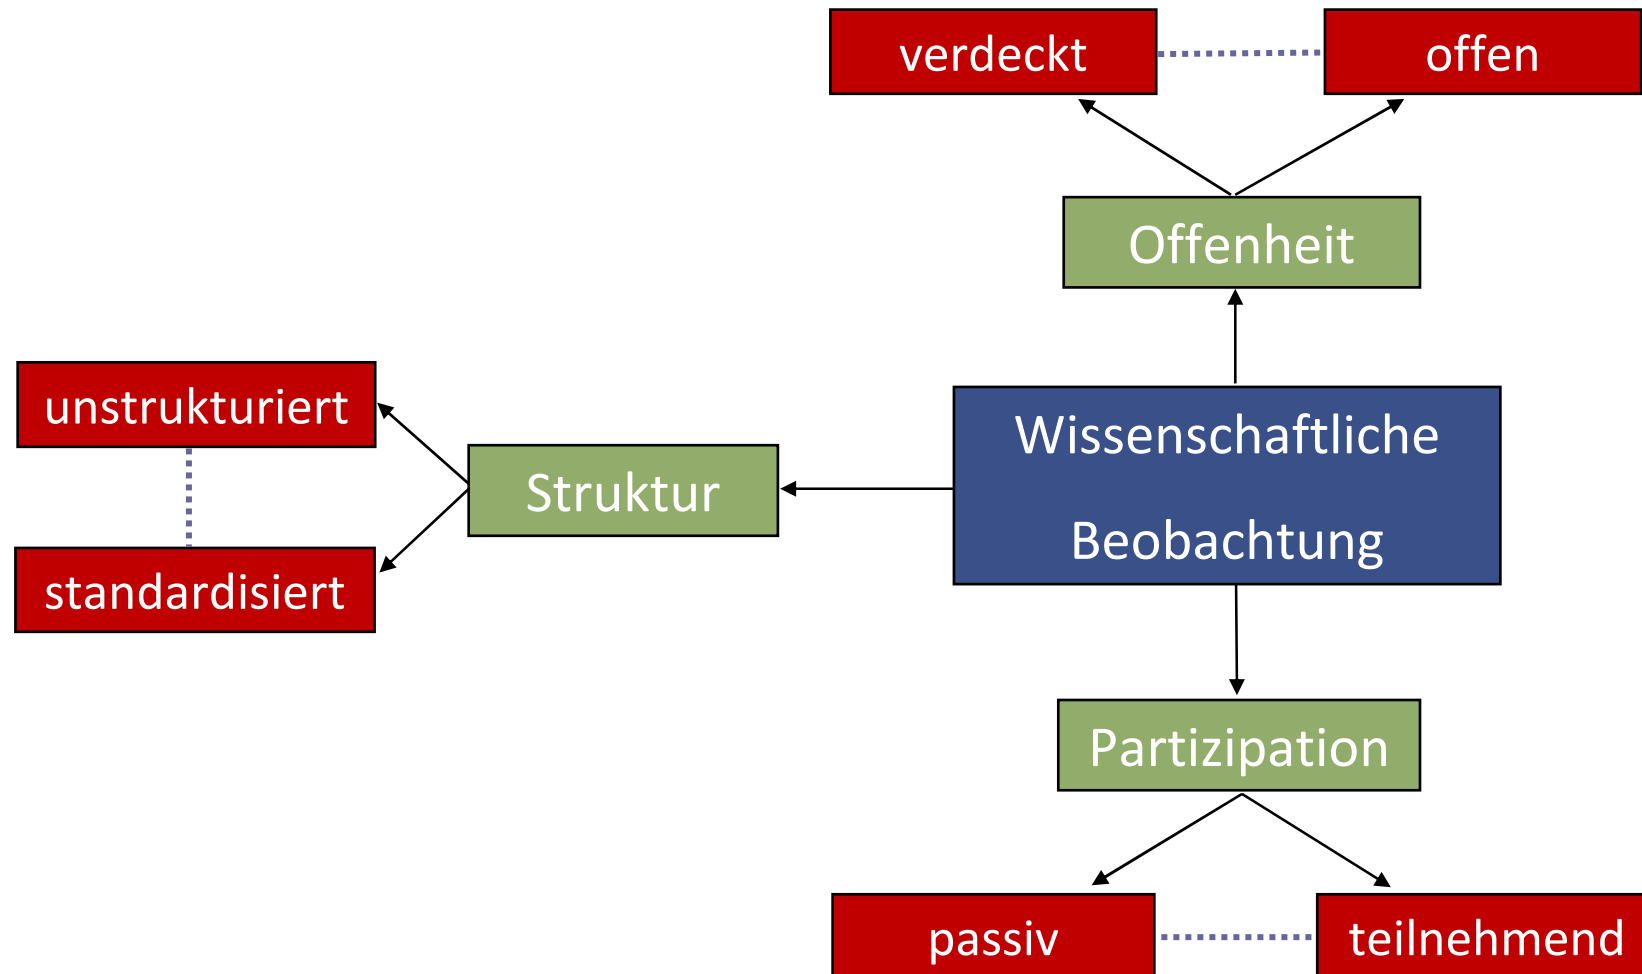 verdeckt
offen
Offenheit
unstrukturiert
Struktur
standardisiert
Wissenschaftliche
Beobachtung
Partizipation
passiv
teilnehmend